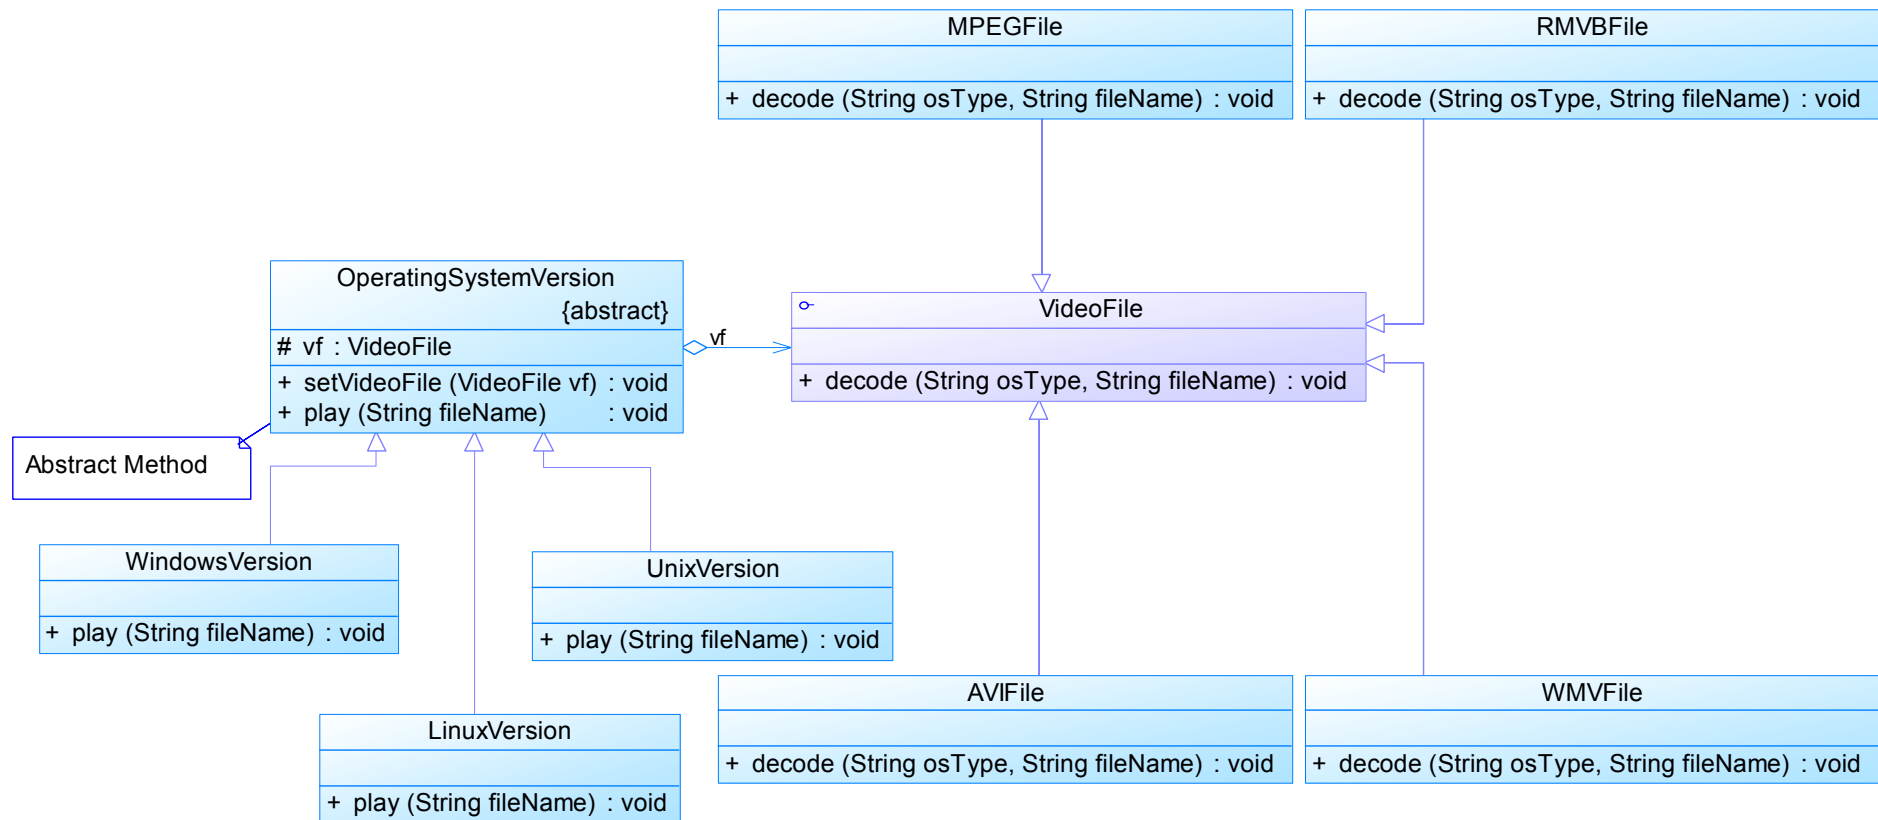 MPEGFile
+ decode (String osType, String fileName) : void
RMVBFile
+ decode (String osType, String fileName) : void
OperatingSystemVersion
{abstract}
# vf : VideoFile
+ setVideoFile (VideoFile vf) : void
+ play (String fileName) : void
vf
VideoFile
+ decode (String osType, String fileName) : void
Abstract Method
WindowsVersion
+ play (String fileName) : void
UnixVersion
+ play (String fileName) : void
LinuxVersion
+ play (String fileName) : void
AVIFile
+ decode (String osType, String fileName) : void
WMVFile
+ decode (String osType, String fileName) : void